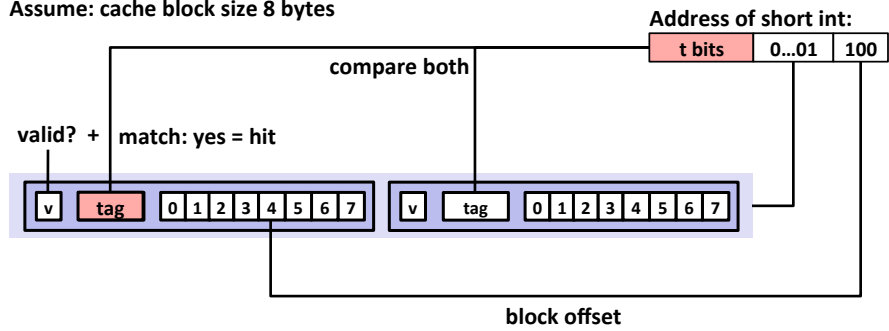 Assume: cache block size 8 bytes
Address of short int:
t bits 0...01 100
compare both
valid? + match: yes = hit
v tag 0 1 2 3 4 5 6 7 v tag 0 1 2 3 4 5 6 7
block offset